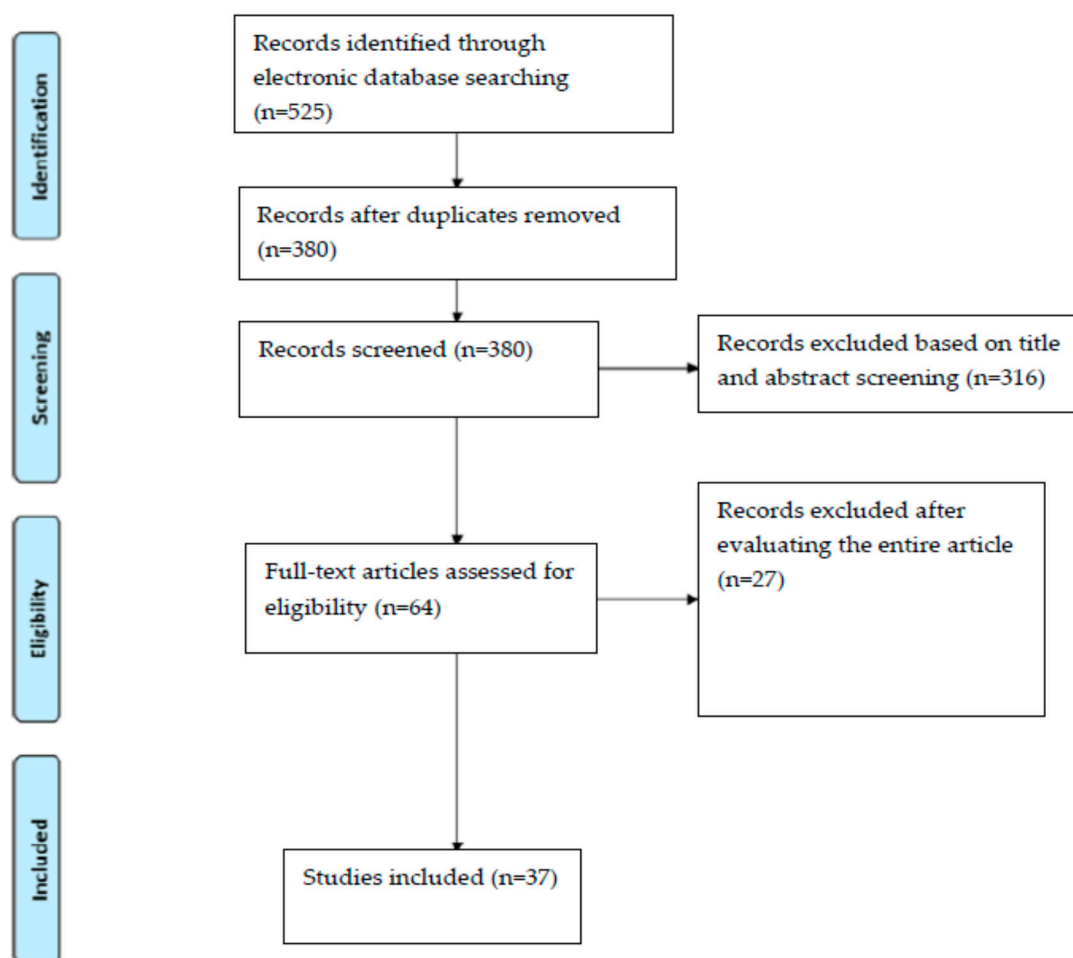 Identification
Records identified through
electronic database searching
(n=525)
Records after duplicates removed
(n=380)
Screening
Records screened (n=380)
Records excluded based on title
and abstract screening (n=316)
Eligibility
Full-text articles assessed for
eligibility (n=64)
Records excluded after
evaluating the entire article
(n=27)
Included
Studies included (n=37)